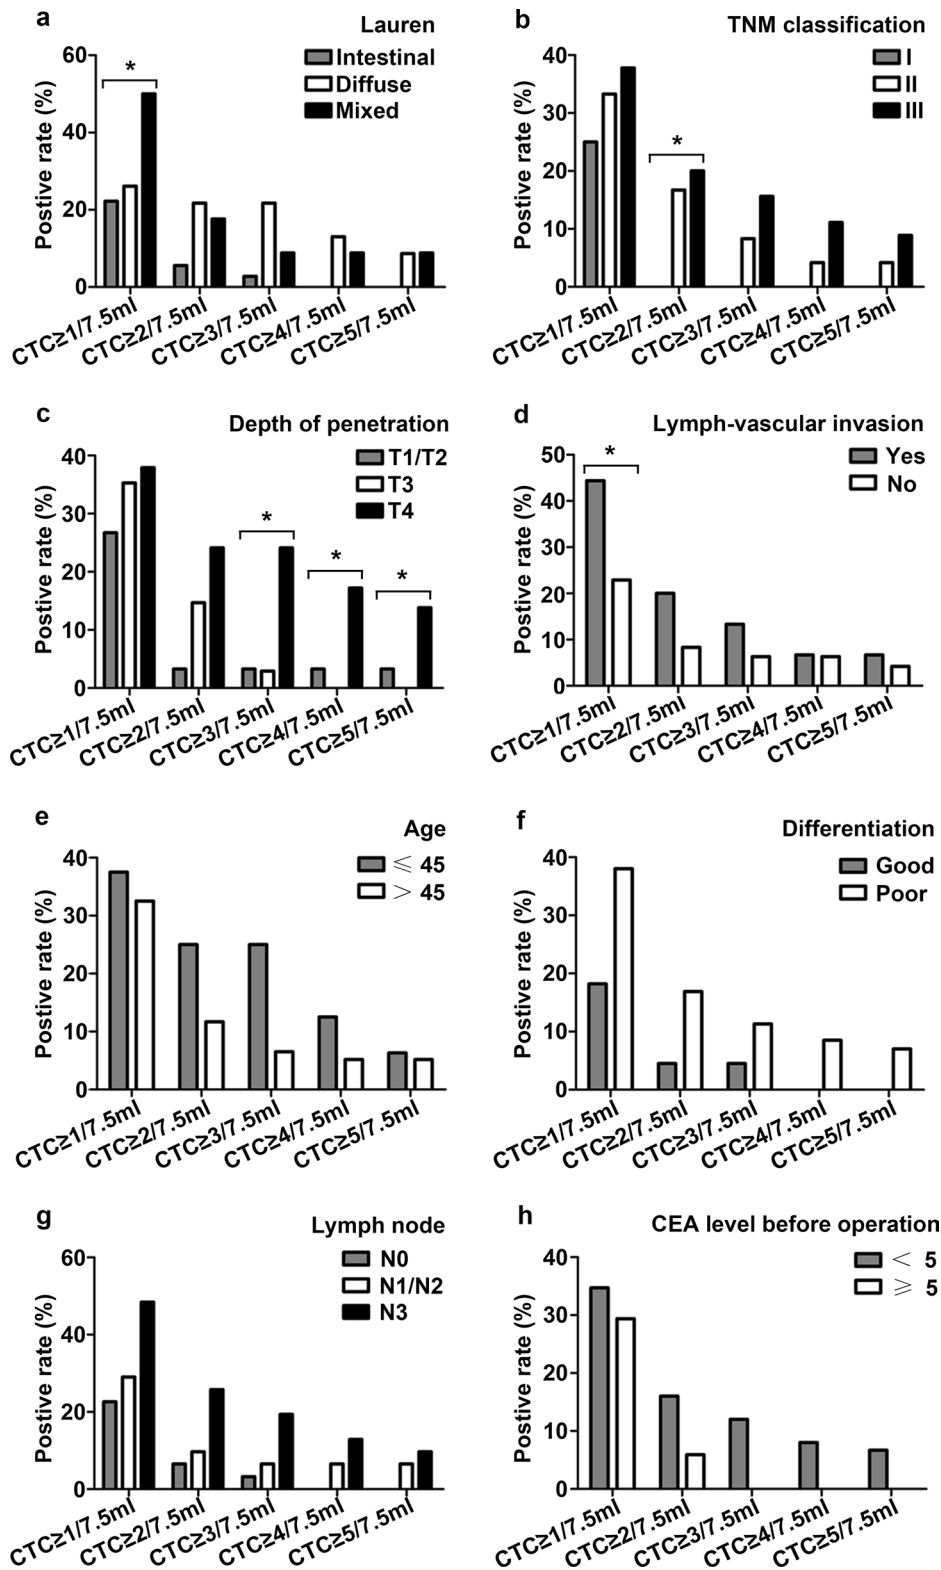 a
Lauren
Intestinal
Diffuse
Mixed
Postive rate (%)
60
40
20
0
*
CTC≥1/7.5ml
CTC≥2/7.5ml
CTC≥3/7.5ml
CTC≥4/7.5ml
CTC≥5/7.5ml
b
TNM classification
I
II
III
Postive rate (%)
40
30
20
10
0
*
CTC≥1/7.5ml
CTC≥2/7.5ml
CTC≥3/7.5ml
CTC≥4/7.5ml
CTC≥5/7.5ml
c
Depth of penetration
T1/T2
T3
T4
Postive rate (%)
40
30
20
10
0
*
*
*
CTC≥1/7.5ml
CTC≥2/7.5ml
CTC≥3/7.5ml
CTC≥4/7.5ml
CTC≥5/7.5ml
d
Lymph-vascular invasion
Yes
No
Postive rate (%)
50
40
30
20
10
0
*
CTC≥1/7.5ml
CTC≥2/7.5ml
CTC≥3/7.5ml
CTC≥4/7.5ml
CTC≥5/7.5ml
e
Age
≤ 45
> 45
Postive rate (%)
40
30
20
10
0
CTC≥1/7.5ml
CTC≥2/7.5ml
CTC≥3/7.5ml
CTC≥4/7.5ml
CTC≥5/7.5ml
f
Differentiation
Good
Poor
Postive rate (%)
40
30
20
10
0
CTC≥1/7.5ml
CTC≥2/7.5ml
CTC≥3/7.5ml
CTC≥4/7.5ml
CTC≥5/7.5ml
g
Lymph node
N0
N1/N2
N3
Postive rate (%)
60
40
20
0
CTC≥1/7.5ml
CTC≥2/7.5ml
CTC≥3/7.5ml
CTC≥4/7.5ml
CTC≥5/7.5ml
h
CEA level before operation
< 5
≥ 5
Postive rate (%)
40
30
20
10
0
CTC≥1/7.5ml
CTC≥2/7.5ml
CTC≥3/7.5ml
CTC≥4/7.5ml
CTC≥5/7.5ml